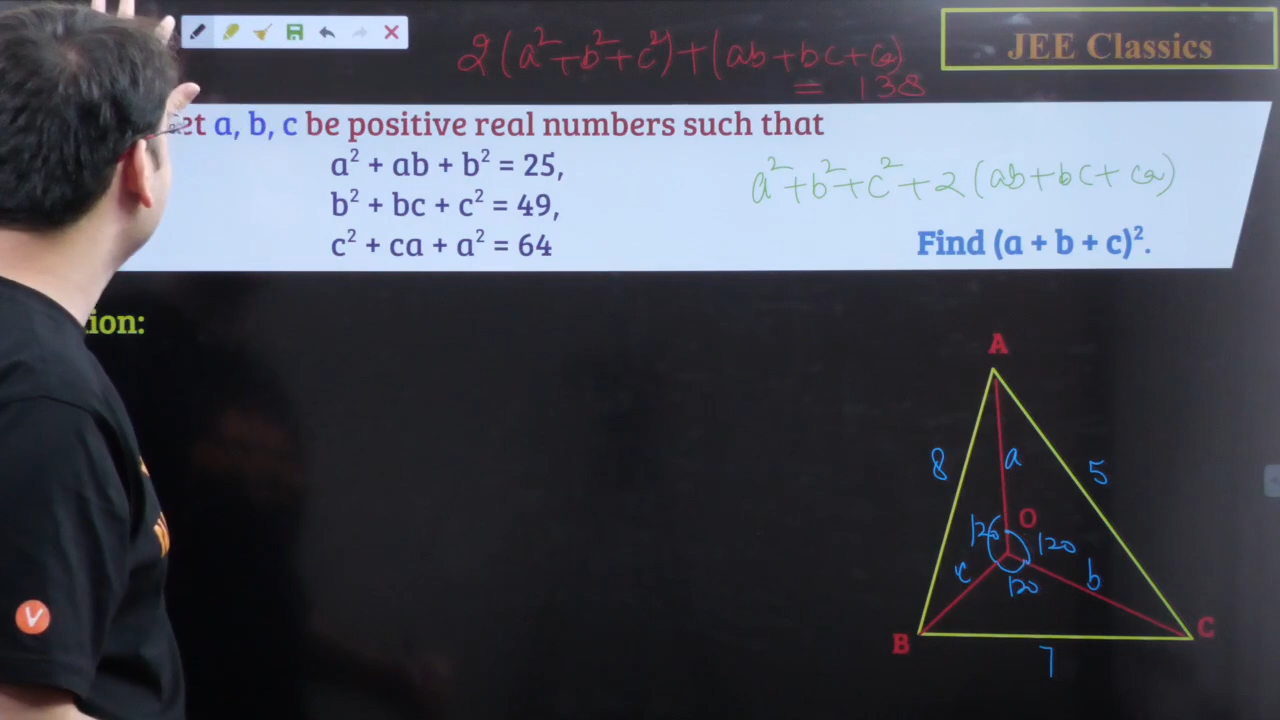 2(a²+b²+c²)+(ab+bc+ca)
= 138
JEE Classics
et a, b, c be positive real numbers such that
a² + ab + b² = 25,
b² + bc + c² = 49,
c² + ca + a² = 64
a²+b²+c²+2(ab+bc+ca)
Find (a + b + c)².
ion:
A
8
a
5
O
120
120
c
120
b
B
C
7
V